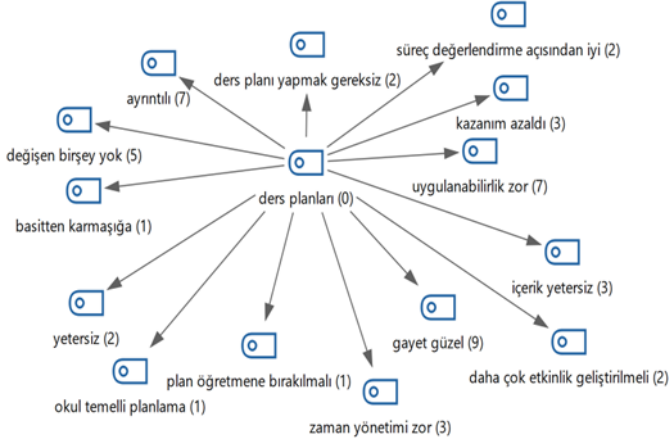 süreç değerlendirme açısından iyi (2)
ders planı yapmak gereksiz (2)
ayrıntılı (7)
kazanım azaldı (3)
değişen birşey yok (5)
uygulanabilirlik zor (7)
ders planları (0)
basitten karmaşığa (1)
içerik yetersiz (3)
yetersiz (2)
gayet güzel (9)
plan öğretmene bırakılmalı (1)
daha çok etkinlik geliştirilmeli (2)
okul temelli planlama (1)
zaman yönetimi zor (3)